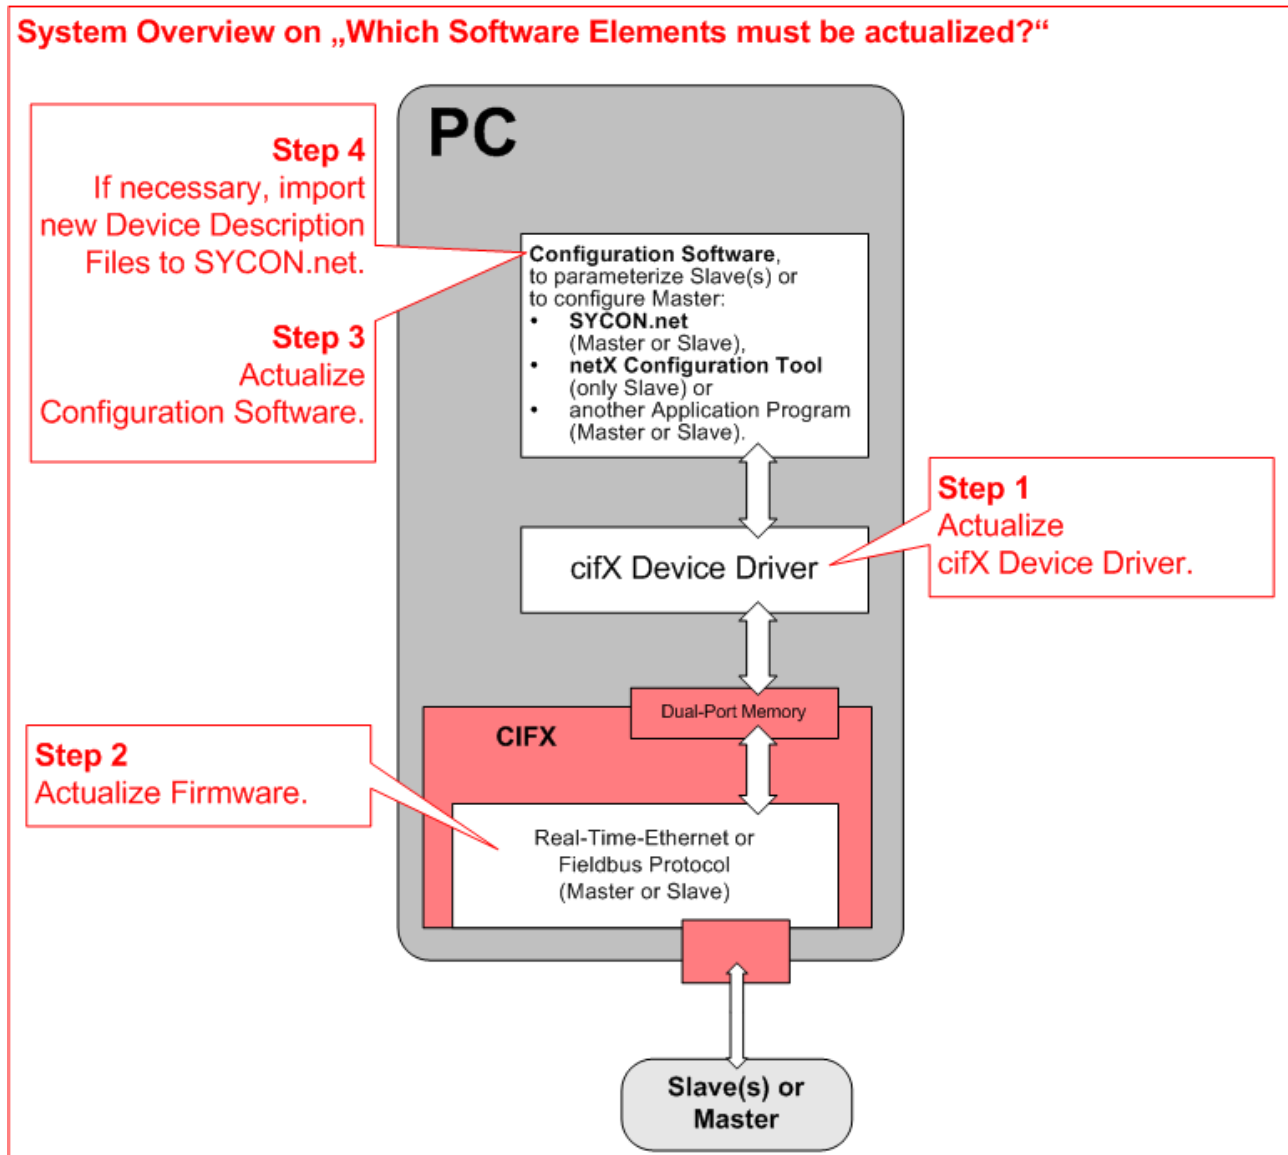 System Overview on „Which Software Elements must be actualized?“
PC
Step 4
If necessary, import
new Device Description
Files to SYCON.net.
Step 3
Actualize
Configuration Software.
Configuration Software,
to parameterize Slave(s) or
to configure Master:
• SYCON.net
(Master or Slave),
• netX Configuration Tool
(only Slave) or
• another Application Program
(Master or Slave).
Step 1
Actualize
cifX Device Driver.
cifX Device Driver
Dual-Port Memory
CIFX
Step 2
Actualize Firmware.
Real-Time-Ethernet or
Fieldbus Protocol
(Master or Slave)
Slave(s) or
Master